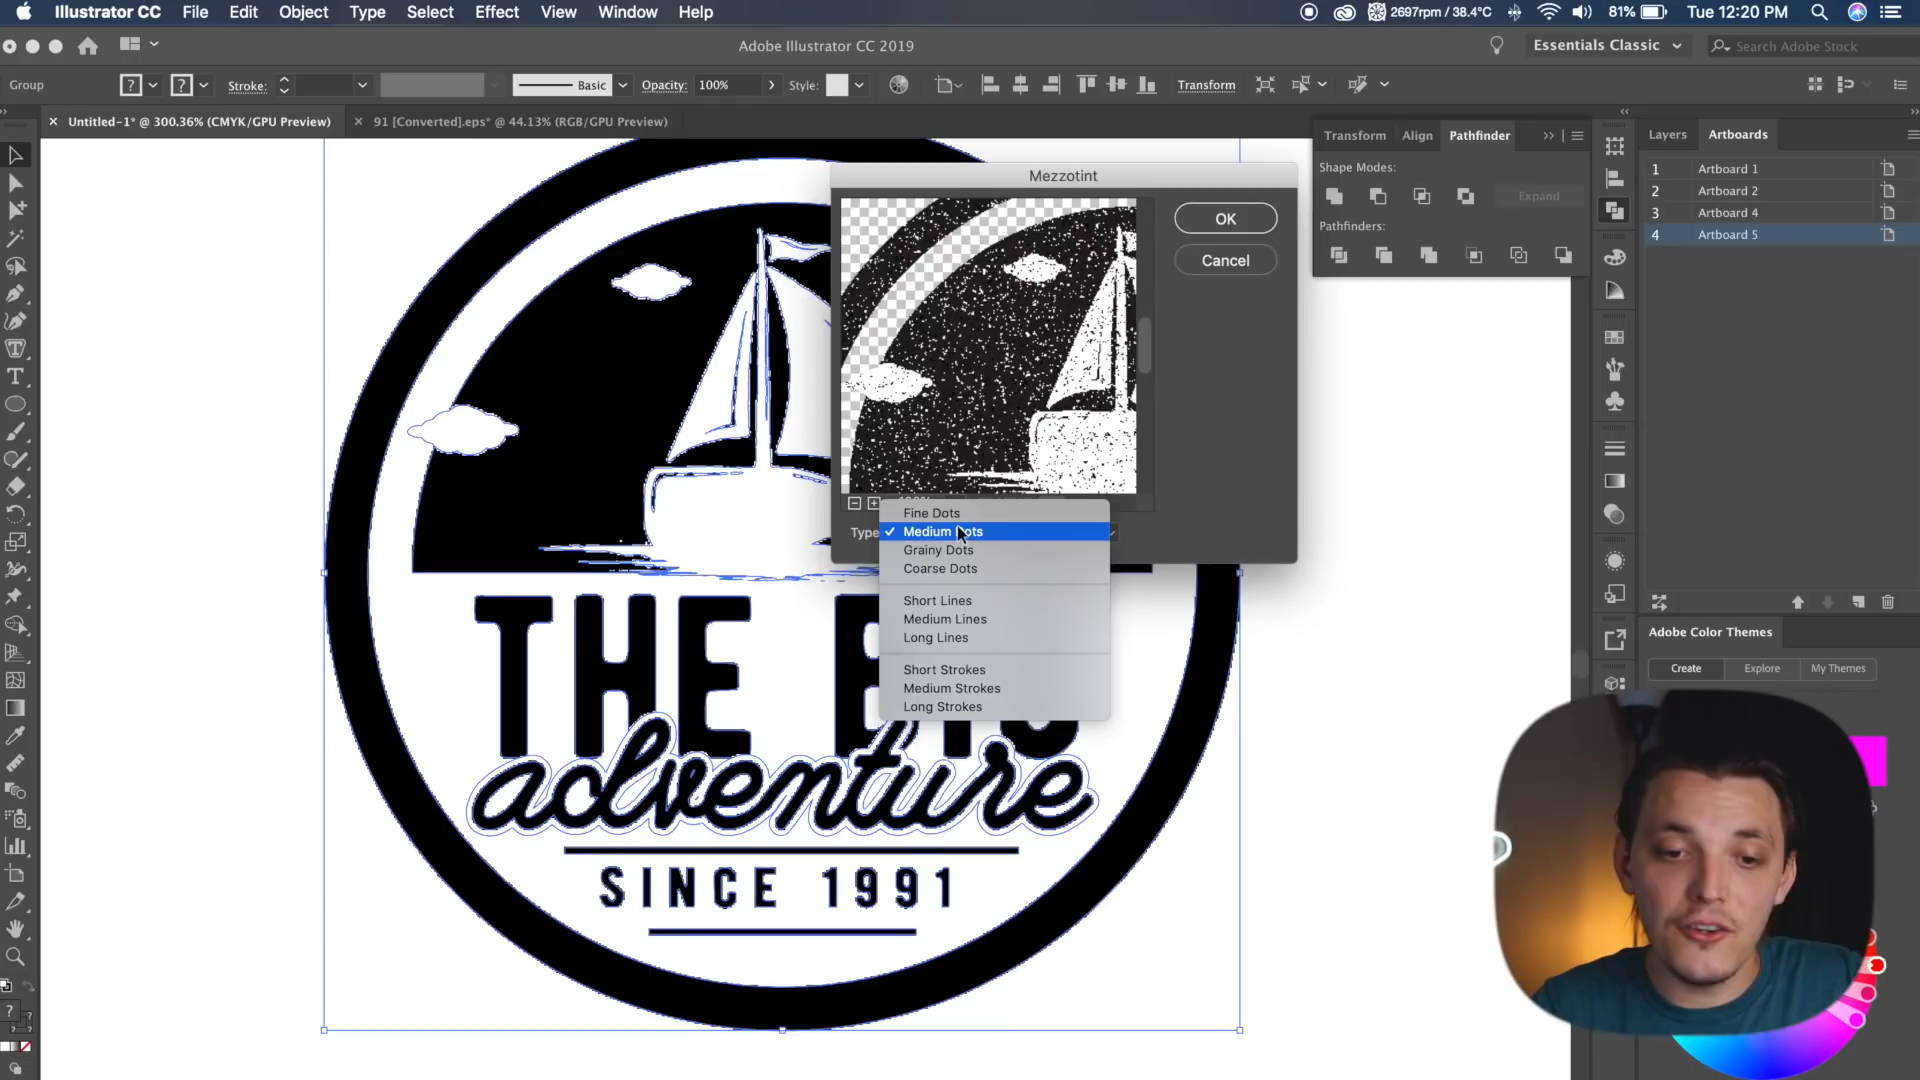 Illustrator CC File Edit Object Type Select Effect View Window Help
2697rpm / 38.4°C 81% Tue 12:20 PM
Adobe Illustrator CC 2019
Essentials Classic
Search Adobe Stock
Group
Stroke:
Basic
Opacity: 100%
Style:
Transform
Untitled-1* @ 300.36% (CMYK/GPU Preview)
91 [Converted].eps* @ 44.13% (RGB/GPU Preview)
Transform Align Pathfinder
Shape Modes:
Expand
Pathfinders:
Layers Artboards
1 Artboard 1
2 Artboard 2
3 Artboard 4
4 Artboard 5
Mezzotint
OK
Cancel
Type
Fine Dots
Medium Dots
Grainy Dots
Coarse Dots
Short Lines
Medium Lines
Long Lines
Short Strokes
Medium Strokes
Long Strokes
THE BIG
adventure
SINCE 1991
Adobe Color Themes
Create Explore My Themes